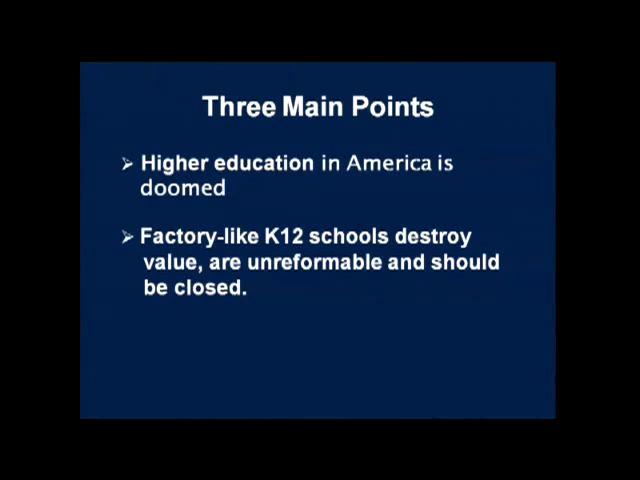 Three Main Points
➢ Higher education in America is
doomed
➢ Factory-like K12 schools destroy
value, are unreformable and should
be closed.